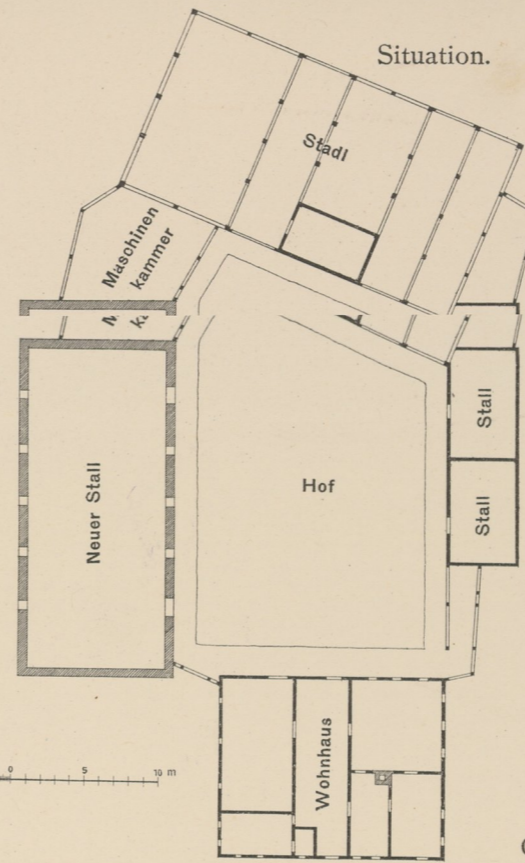 Situation.
Stadl
Maschinen
kammer
Neuer Stall
Hof
Stall
Stall
Wohnhaus
0 5 10 m